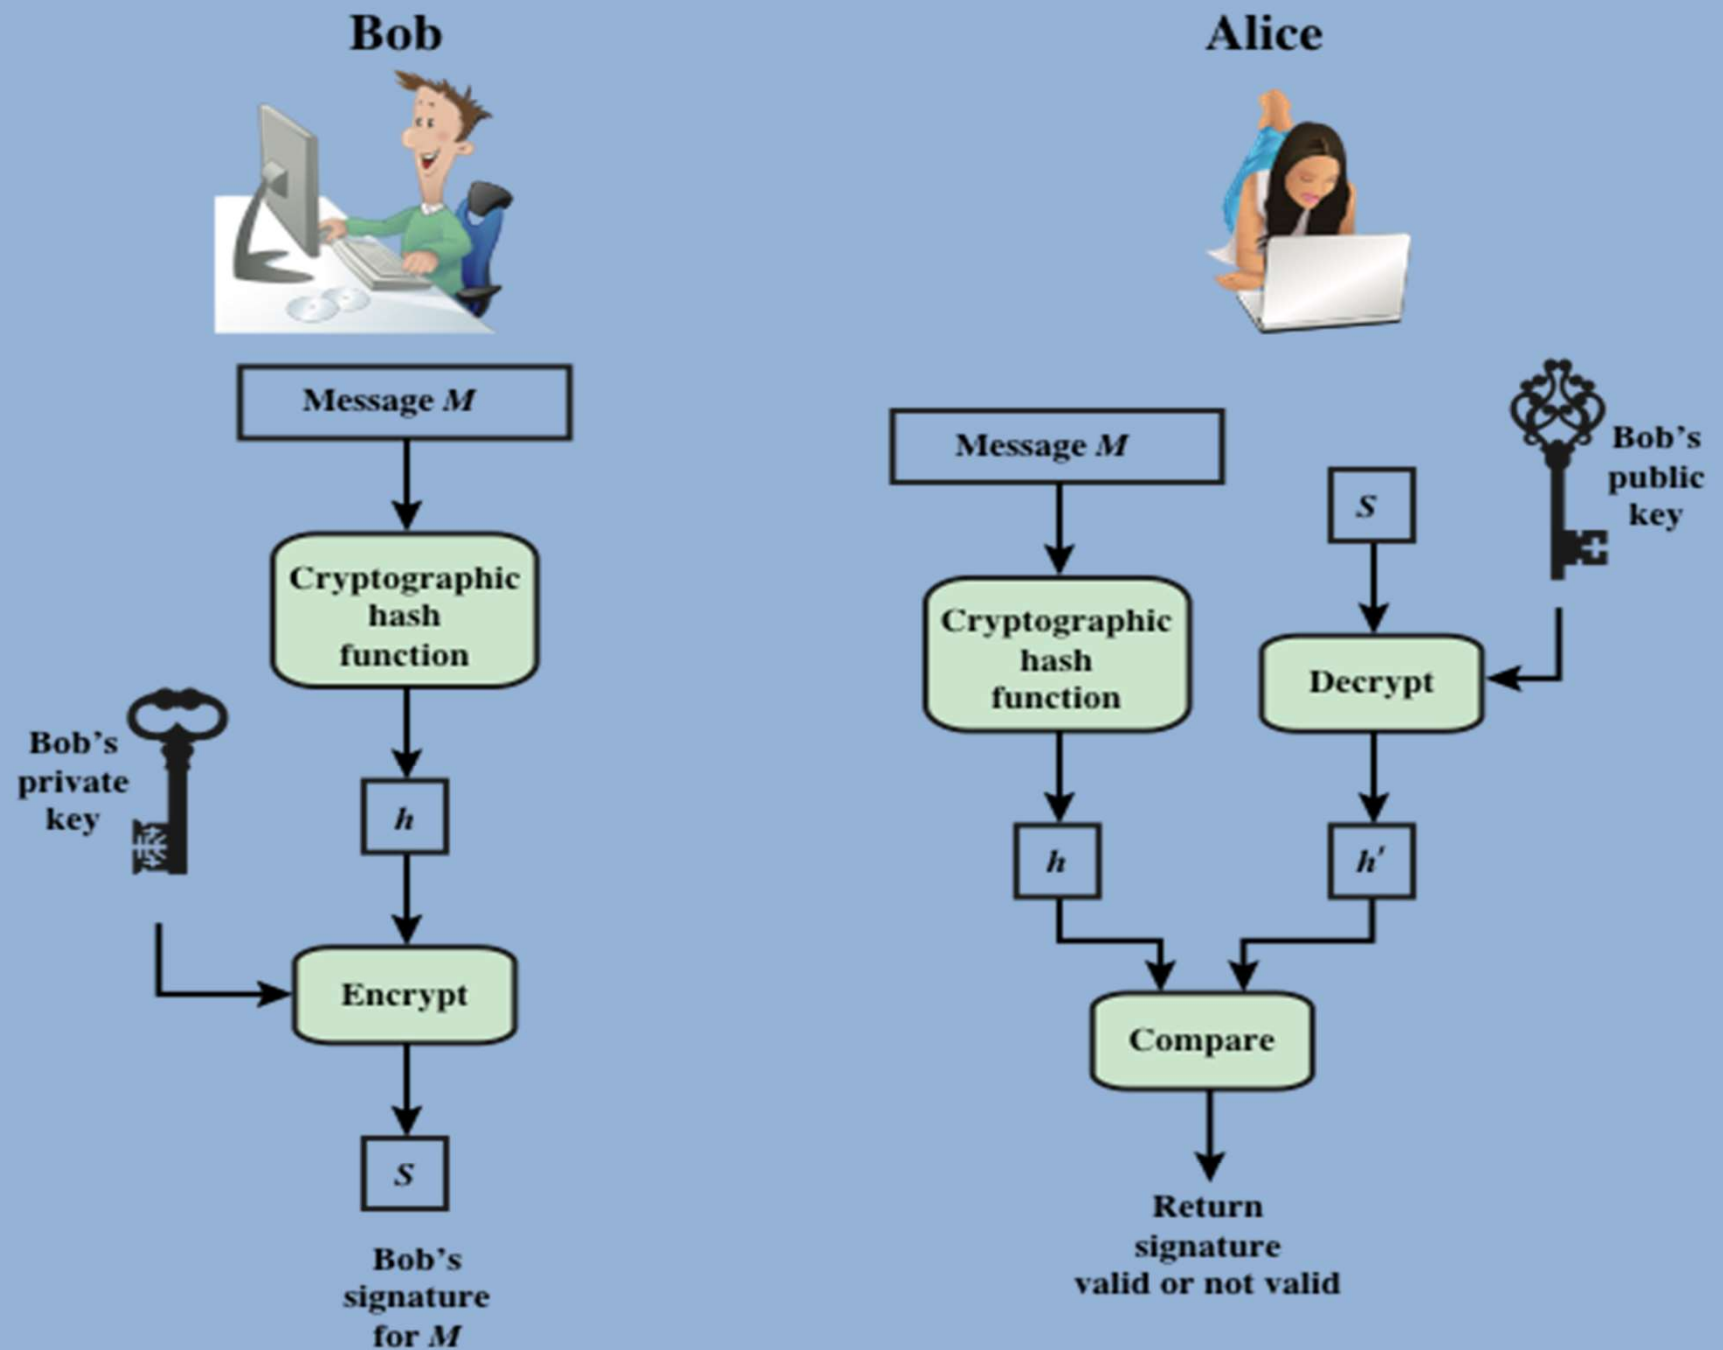 Bob
Message M
Cryptographic
hash
function
Bob's
private
key
h
Encrypt
S
Bob's
signature
for M
Alice
Message M
S
Bob's
public
key
Cryptographic
hash
function
Decrypt
h
h′
Compare
Return
signature
valid or not valid